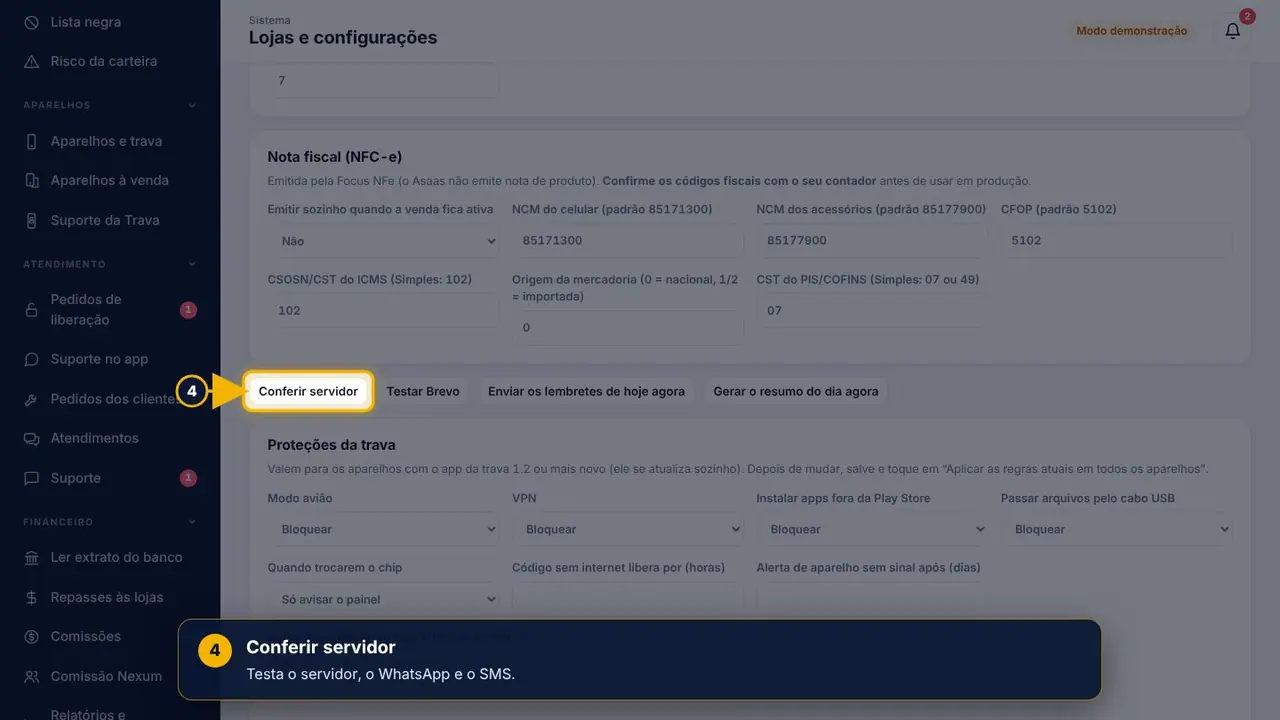 Lista negra
Risco da carteira
APARELHOS
Aparelhos e trava
Aparelhos à venda
Suporte da Trava
ATENDIMENTO
Pedidos de
liberação
1
Suporte no app
Pedidos dos clientes
Atendimentos
Suporte
1
FINANCEIRO
Ler extrato do banco
Repasses às lojas
Comissões
Comissão Nexum
Relatórios e
Sistema
Lojas e configurações
Modo demonstração
2
7
Nota fiscal (NFC-e)
Emitida pela Focus NFe (o Asaas não emite nota de produto). Confirme os códigos fiscais com o seu contador antes de usar em produção.
Emitir sozinho quando a venda fica ativa
NCM do celular (padrão 85171300)
NCM dos acessórios (padrão 85177900)
CFOP (padrão 5102)
Não
85171300
85177900
5102
CSOSN/CST do ICMS (Simples: 102)
Origem da mercadoria (0 = nacional, 1/2
= importada)
CST do PIS/COFINS (Simples: 07 ou 49)
102
0
07
4
Conferir servidor
Testar Brevo
Enviar os lembretes de hoje agora
Gerar o resumo do dia agora
Proteções da trava
Valem para os aparelhos com o app da trava 1.2 ou mais novo (ele se atualiza sozinho). Depois de mudar, salve e toque em “Aplicar as regras atuais em todos os aparelhos”.
Modo avião
VPN
Instalar apps fora da Play Store
Passar arquivos pelo cabo USB
Bloquear
Bloquear
Bloquear
Bloquear
Quando trocarem o chip
Código sem internet libera por (horas)
Alerta de aparelho sem sinal após (dias)
Só avisar o painel
4
Conferir servidor
Testa o servidor, o WhatsApp e o SMS.